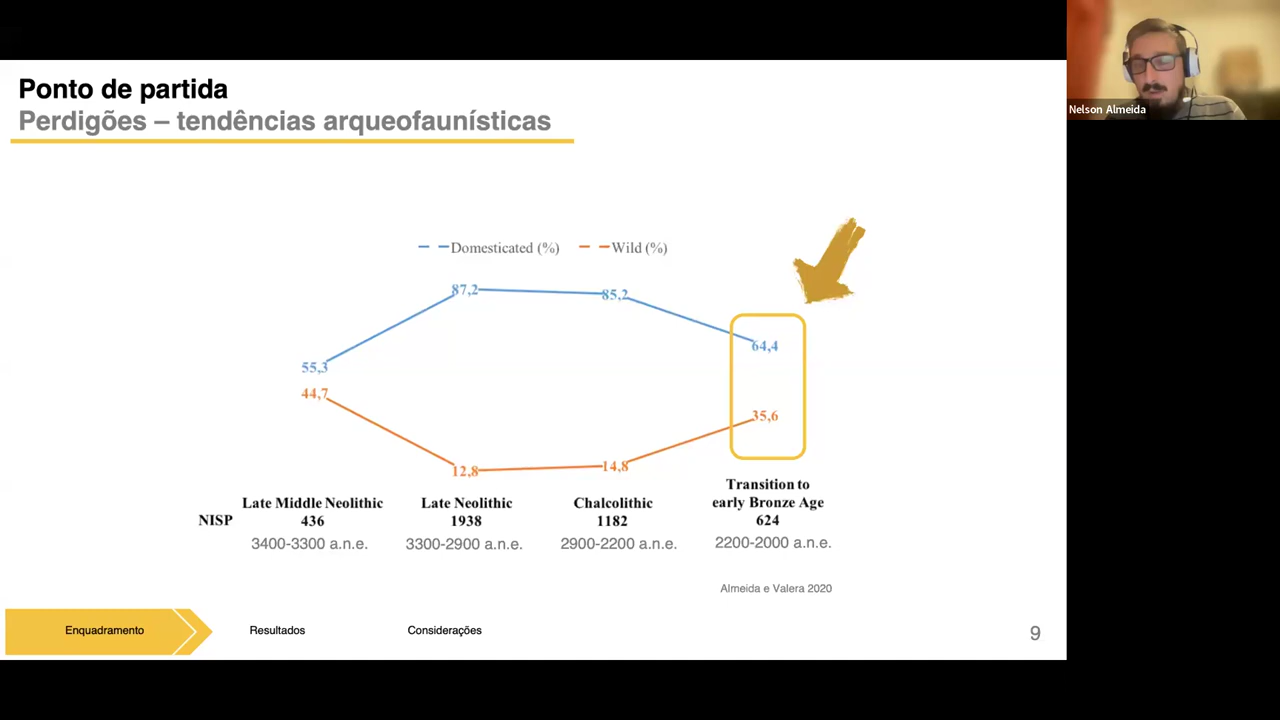 Ponto de partida
Perdigões – tendências arqueofaunísticas
Nelson Almeida
Domesticated (%) Wild (%)
87,2 85,2
64,4
55,3
44,7
35,6
12,8 14,8
Transition to
Late Middle Neolithic Late Neolithic Chalcolithic early Bronze Age
NISP 436 1938 1182 624
3400-3300 a.n.e. 3300-2900 a.n.e. 2900-2200 a.n.e. 2200-2000 a.n.e.
Almeida e Valera 2020
Enquadramento Resultados Considerações 9